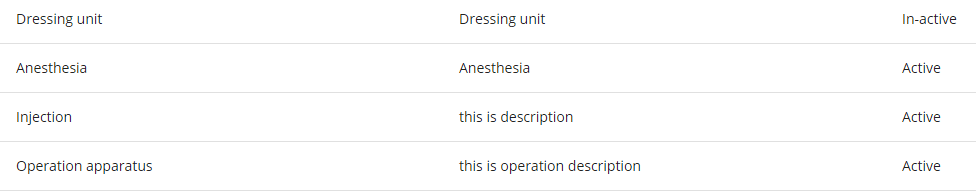 Dressing unit Dressing unit In-active
Anesthesia Anesthesia Active
Injection this is description Active
Operation apparatus this is operation description Active